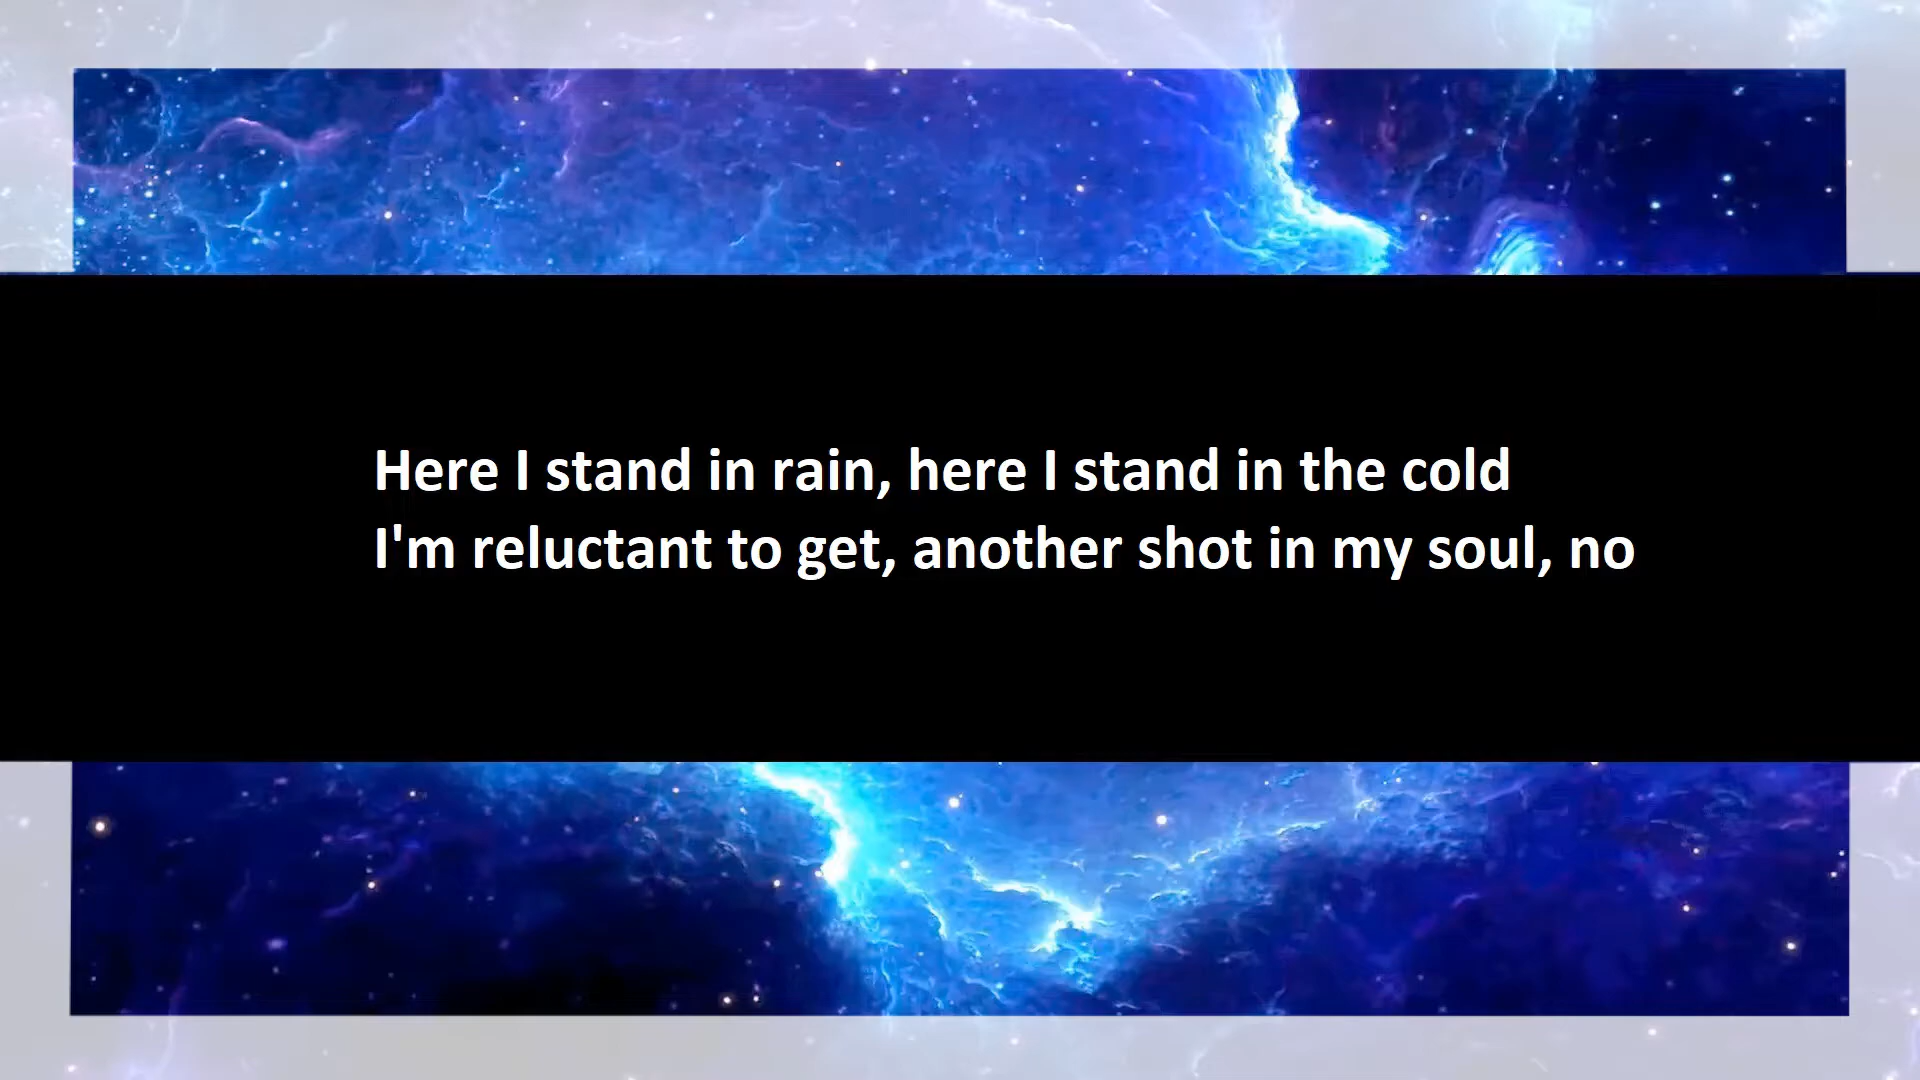 Here I stand in rain, here I stand in the cold
I'm reluctant to get, another shot in my soul, no